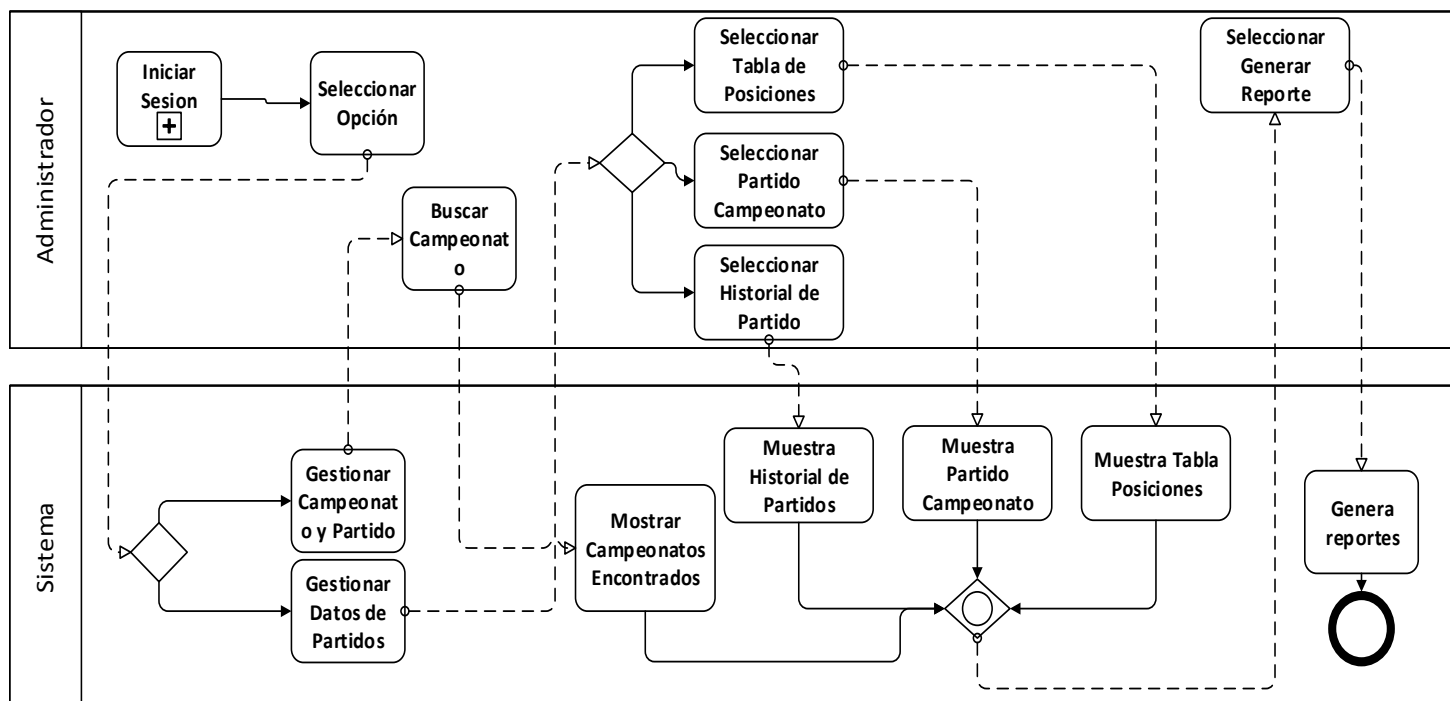 Administrador
Iniciar
Sesion
Seleccionar
Opción
Buscar
Campeonat
o
Seleccionar
Tabla de
Posiciones
Seleccionar
Partido
Campeonato
Seleccionar
Historial de
Partido
Seleccionar
Generar
Reporte
Sistema
Gestionar
Campeonat
o y Partido
Gestionar
Datos de
Partidos
Mostrar
Campeonatos
Encontrados
Muestra
Historial de
Partidos
Muestra
Partido
Campeonato
Muestra Tabla
Posiciones
Genera
reportes